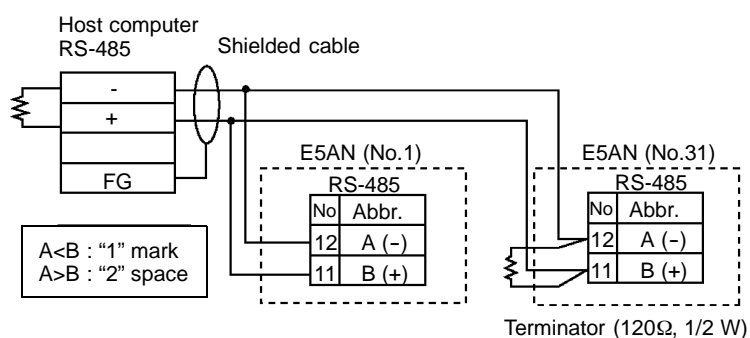 Host computer
RS-485
Shielded cable
-
+
FG
E5AN (No.1)
RS-485
No Abbr.
12 A (-)
11 B (+)
E5AN (No.31)
RS-485
No Abbr.
12 A (-)
11 B (+)
A<B : “1” mark
A>B : “2” space
Terminator (120Ω, 1/2 W)